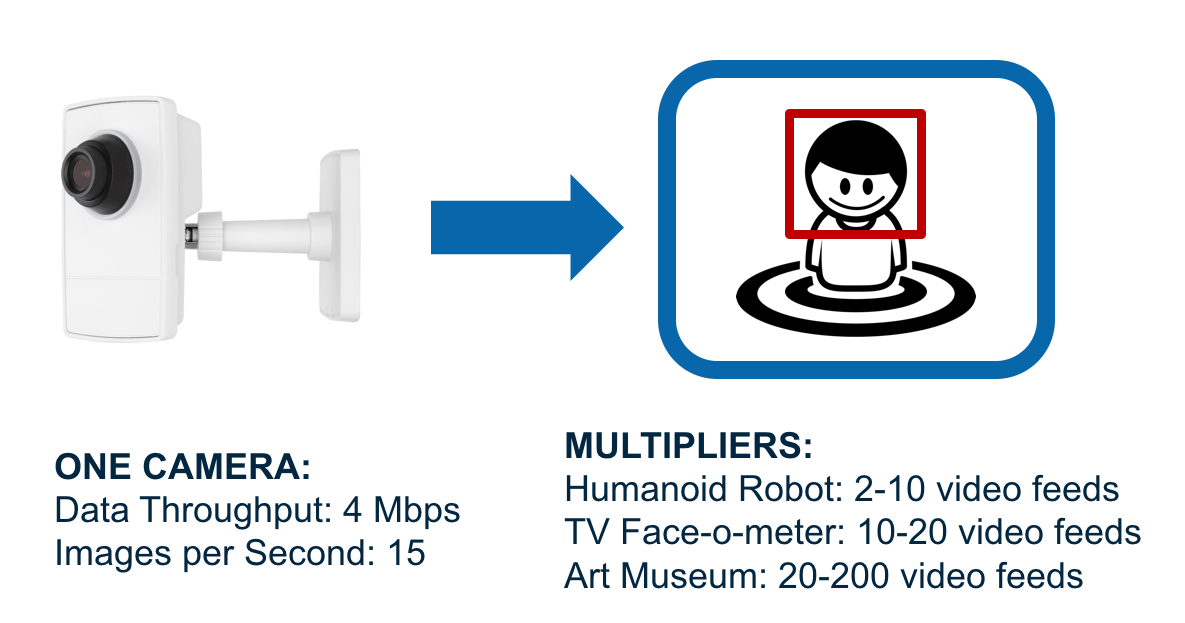 ONE CAMERA:
Data Throughput: 4 Mbps
Images per Second: 15
MULTIPLIERS:
Humanoid Robot: 2-10 video feeds
TV Face-o-meter: 10-20 video feeds
Art Museum: 20-200 video feeds